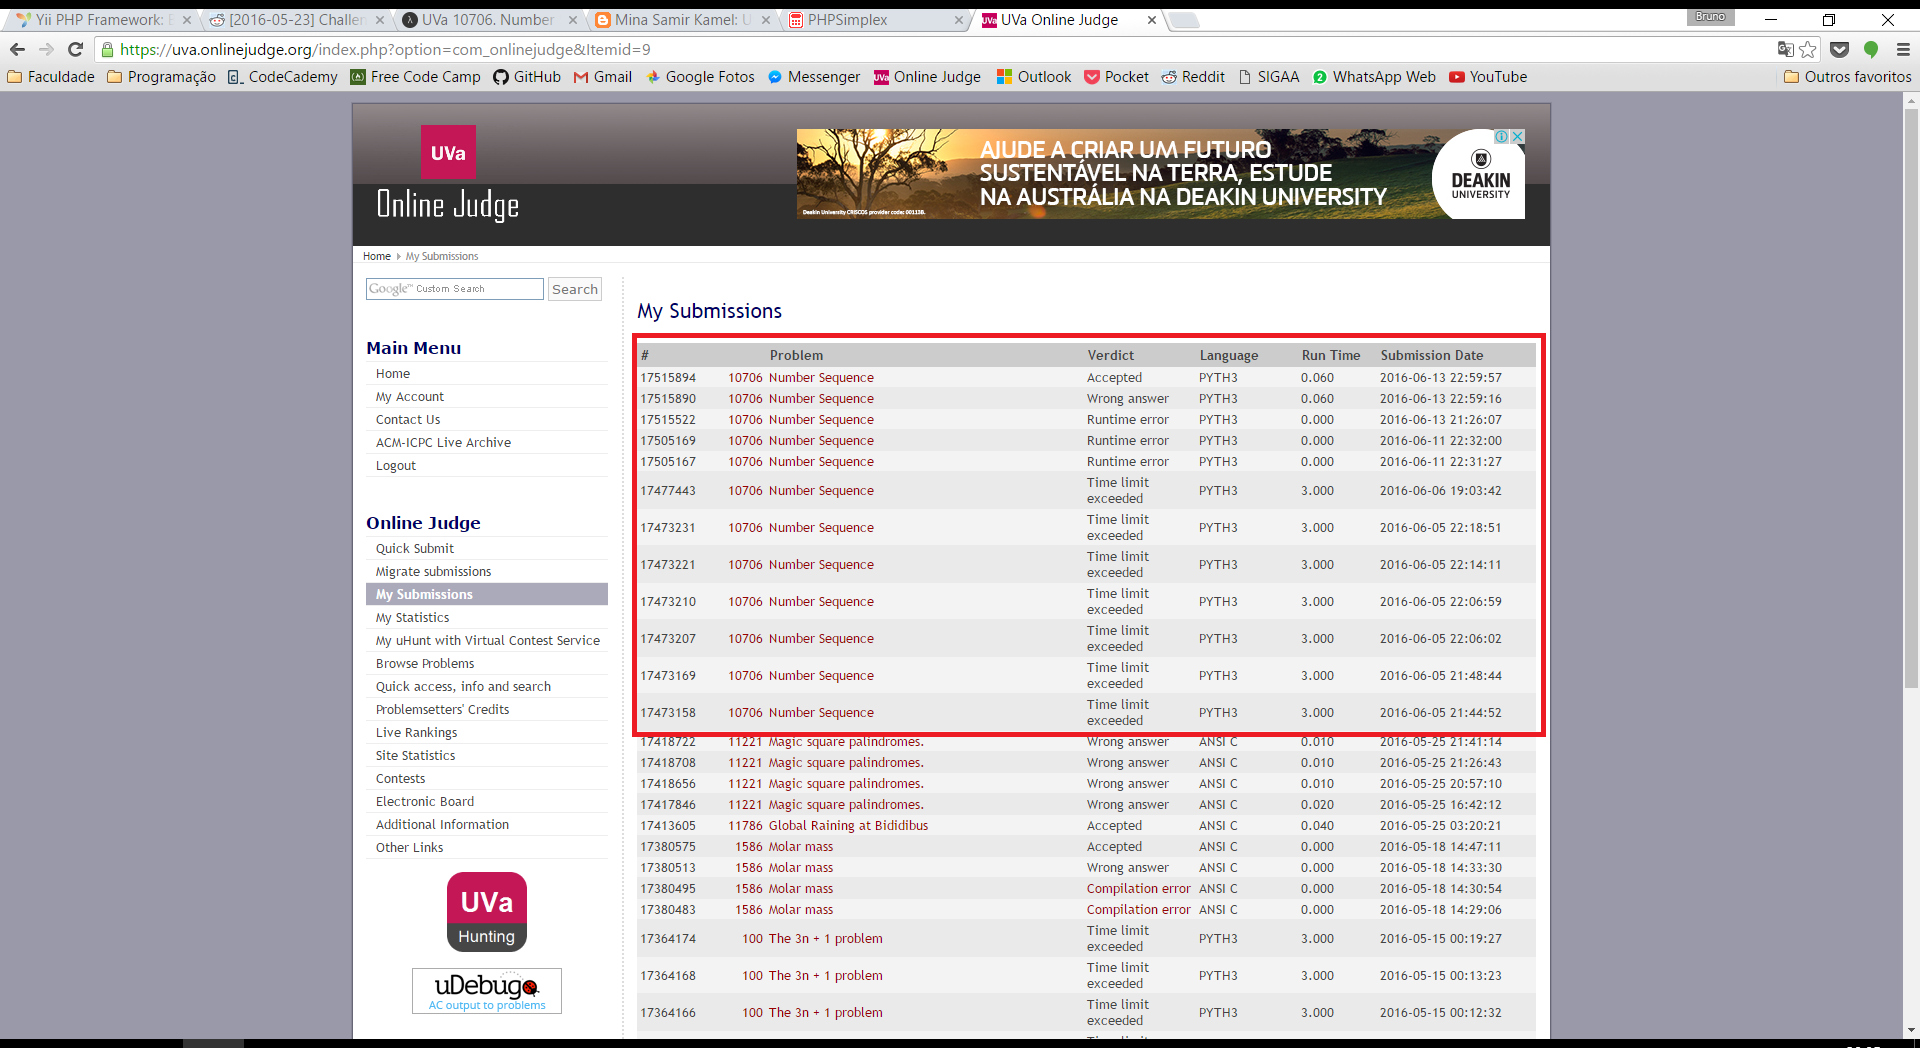 Yii PHP Framework: B
[2016-05-23] Challen
UVa 10706. Number
Mina Samir Kamel: U
PHPSimplex
UVa Online Judge
Bruno
https://uva.onlinejudge.org/index.php?option=com_onlinejudge&Itemid=9
Faculdade Programação CodeCademy Free Code Camp GitHub Gmail Google Fotos Messenger Online Judge Outlook Pocket Reddit SIGAA WhatsApp Web YouTube Outros favoritos
UVa
Online Judge
AJUDE A CRIAR UM FUTURO
SUSTENTÁVEL NA TERRA, ESTUDE
NA AUSTRÁLIA NA DEAKIN UNIVERSITY
Deakin University CRICOS provider code: 00113B.
DEAKIN
UNIVERSITY
Home My Submissions
Google™ Custom Search Search
Main Menu
Home
My Account
Contact Us
ACM-ICPC Live Archive
Logout
Online Judge
Quick Submit
Migrate submissions
My Submissions
My Statistics
My uHunt with Virtual Contest Service
Browse Problems
Quick access, info and search
Problemsetters' Credits
Live Rankings
Site Statistics
Contests
Electronic Board
Additional Information
Other Links
UVa
Hunting
uDebug
AC output to problems
My Submissions
# Problem Verdict Language Run Time Submission Date
17515894 10706 Number Sequence Accepted PYTH3 0.060 2016-06-13 22:59:57
17515890 10706 Number Sequence Wrong answer PYTH3 0.060 2016-06-13 22:59:16
17515522 10706 Number Sequence Runtime error PYTH3 0.000 2016-06-13 21:26:07
17505169 10706 Number Sequence Runtime error PYTH3 0.000 2016-06-11 22:32:00
17505167 10706 Number Sequence Runtime error PYTH3 0.000 2016-06-11 22:31:27
17477443 10706 Number Sequence Time limit exceeded PYTH3 3.000 2016-06-06 19:03:42
17473231 10706 Number Sequence Time limit exceeded PYTH3 3.000 2016-06-05 22:18:51
17473221 10706 Number Sequence Time limit exceeded PYTH3 3.000 2016-06-05 22:14:11
17473210 10706 Number Sequence Time limit exceeded PYTH3 3.000 2016-06-05 22:06:59
17473207 10706 Number Sequence Time limit exceeded PYTH3 3.000 2016-06-05 22:06:02
17473169 10706 Number Sequence Time limit exceeded PYTH3 3.000 2016-06-05 21:48:44
17473158 10706 Number Sequence Time limit exceeded PYTH3 3.000 2016-06-05 21:44:52
17418722 11221 Magic square palindromes. Wrong answer ANSI C 0.010 2016-05-25 21:41:14
17418708 11221 Magic square palindromes. Wrong answer ANSI C 0.010 2016-05-25 21:26:43
17418656 11221 Magic square palindromes. Wrong answer ANSI C 0.010 2016-05-25 20:57:10
17417846 11221 Magic square palindromes. Wrong answer ANSI C 0.020 2016-05-25 16:42:12
17413605 11786 Global Raining at Bididibus Accepted ANSI C 0.040 2016-05-25 03:20:21
17380575 1586 Molar mass Accepted ANSI C 0.000 2016-05-18 14:47:11
17380513 1586 Molar mass Wrong answer ANSI C 0.000 2016-05-18 14:33:30
17380495 1586 Molar mass Compilation error ANSI C 0.000 2016-05-18 14:30:54
17380483 1586 Molar mass Compilation error ANSI C 0.000 2016-05-18 14:29:06
17364174 100 The 3n + 1 problem Time limit exceeded PYTH3 3.000 2016-05-15 00:19:27
17364168 100 The 3n + 1 problem Time limit exceeded PYTH3 3.000 2016-05-15 00:13:23
17364166 100 The 3n + 1 problem Time limit exceeded PYTH3 3.000 2016-05-15 00:12:32